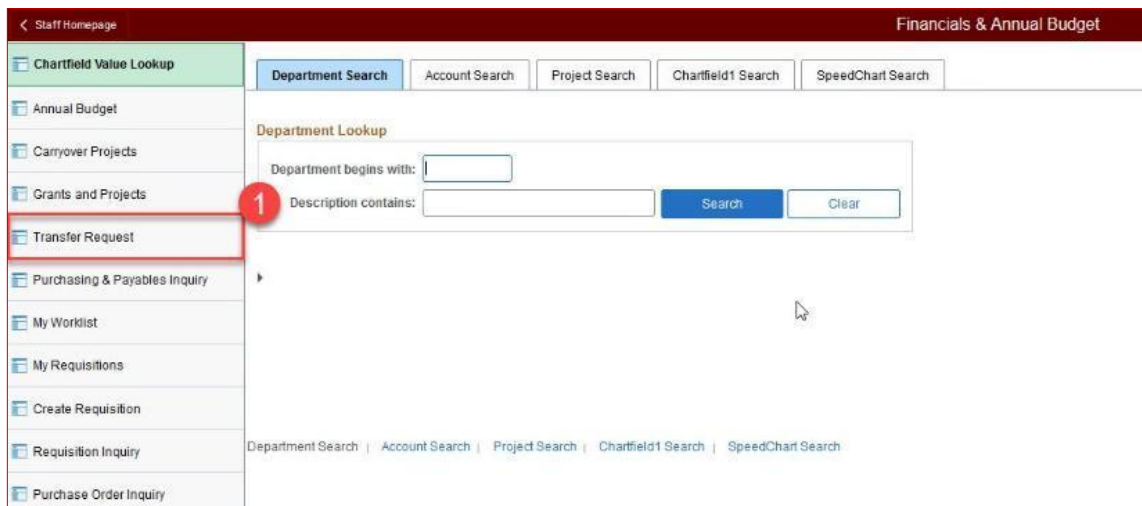 Staff Homepage
Financials & Annual Budget
Chartfield Value Lookup
Annual Budget
Carryover Projects
Grants and Projects
1
Transfer Request
Purchasing & Payables Inquiry
My Worklist
My Requisitions
Create Requisition
Requisition Inquiry
Purchase Order Inquiry
Department Search
Account Search
Project Search
Chartfield1 Search
SpeedChart Search
Department Lookup
Department begins with:
Description contains:
Search
Clear
Department Search | Account Search | Project Search | Chartfield1 Search | SpeedChart Search